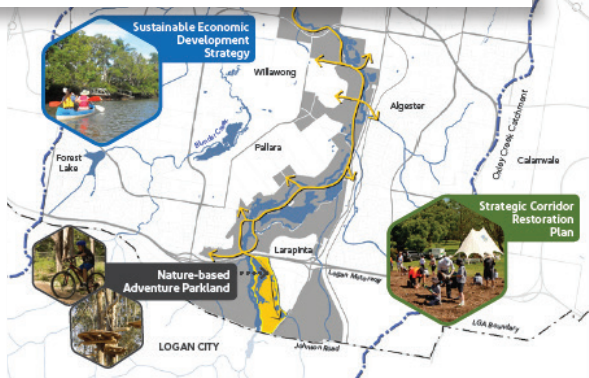 Sustainable Economic
Development
Strategy
Willawong
Algester
Blunder Creek
Oxley Creek Catchment
Forest
Lake
Pallara
Calamvale
Strategic Corridor
Restoration
Plan
Larapinta
Nature-based
Adventure Parkland
Logan Motorway
LGA Boundary
Johnson Road
LOGAN CITY